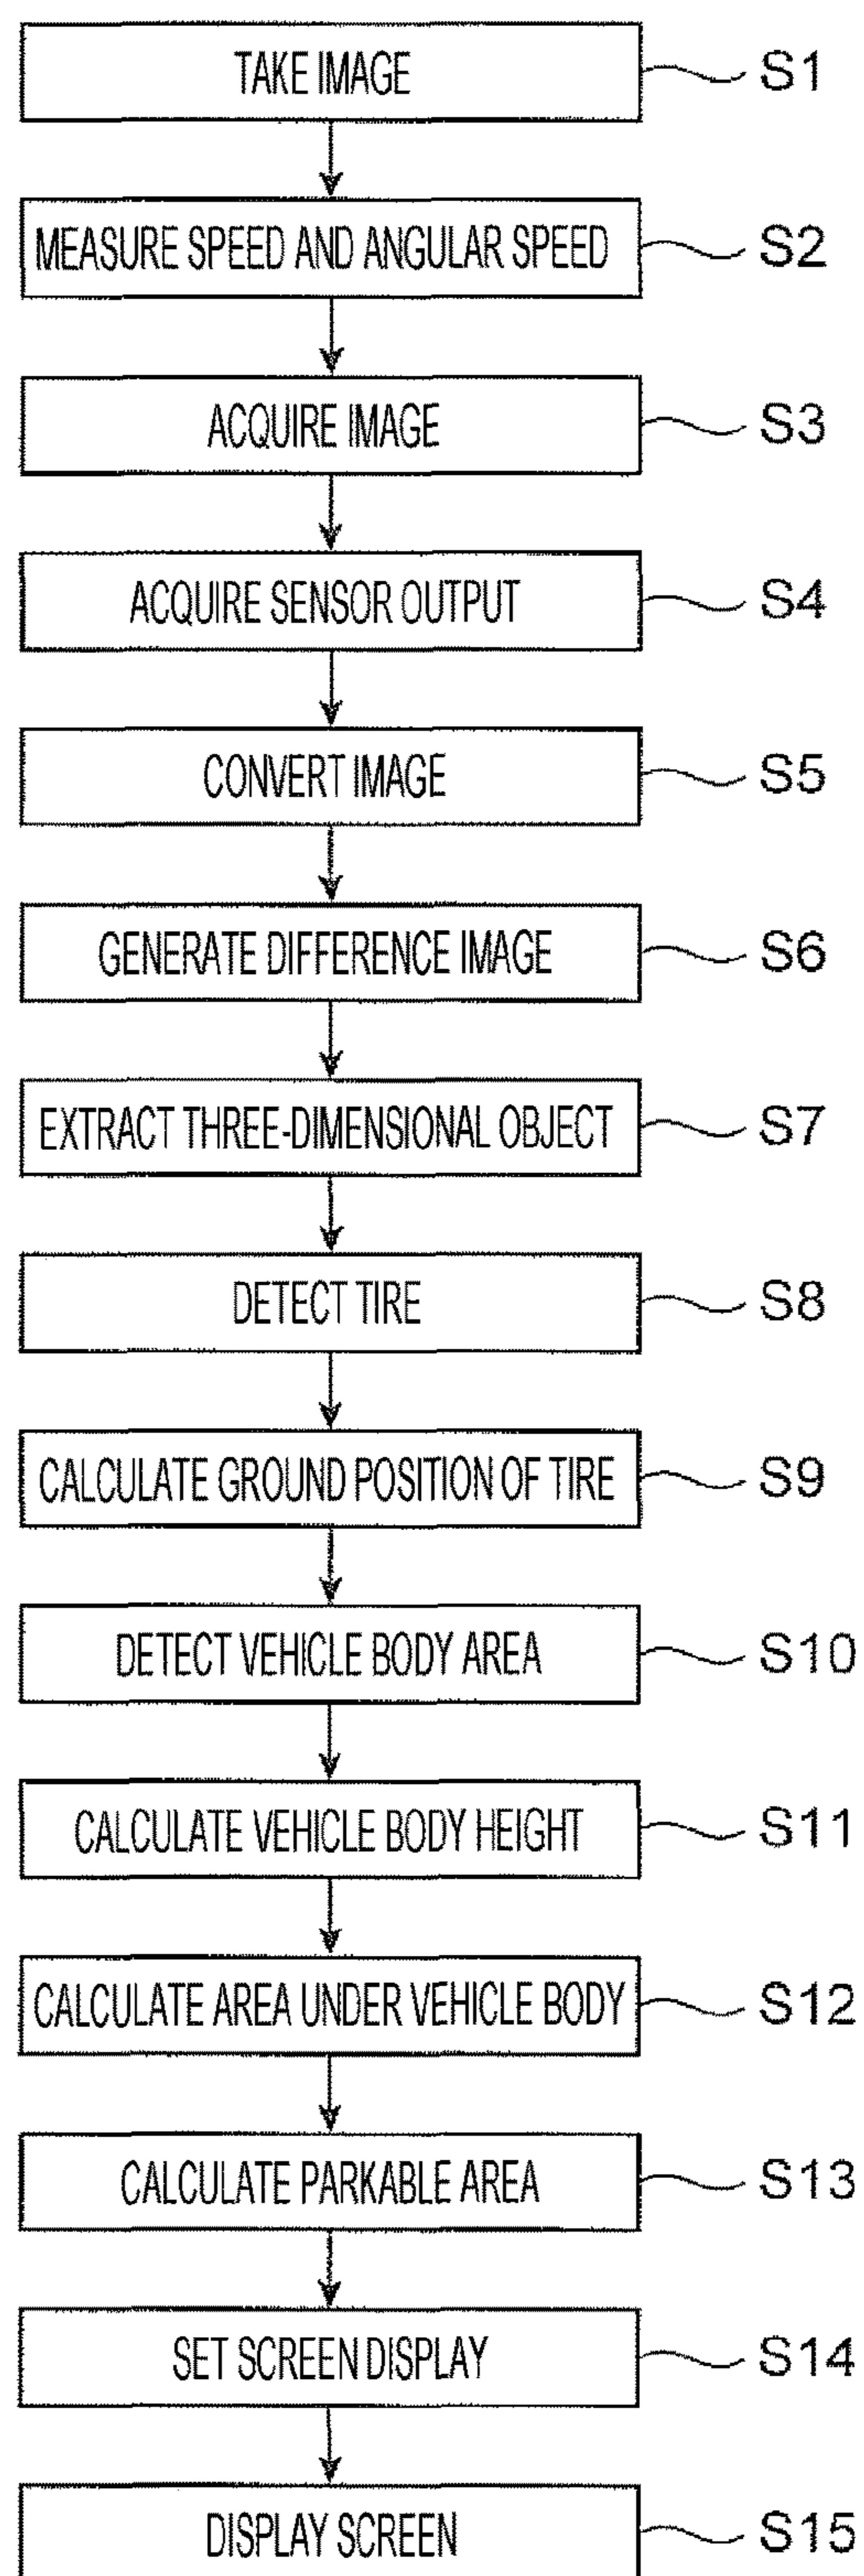 TAKE IMAGE S1
MEASURE SPEED AND ANGULAR SPEED S2
ACQUIRE IMAGE S3
ACQUIRE SENSOR OUTPUT S4
CONVERT IMAGE S5
GENERATE DIFFERENCE IMAGE S6
EXTRACT THREE-DIMENSIONAL OBJECT S7
DETECT TIRE S8
CALCULATE GROUND POSITION OF TIRE S9
DETECT VEHICLE BODY AREA S10
CALCULATE VEHICLE BODY HEIGHT S11
CALCULATE AREA UNDER VEHICLE BODY S12
CALCULATE PARKABLE AREA S13
SET SCREEN DISPLAY S14
DISPLAY SCREEN S15